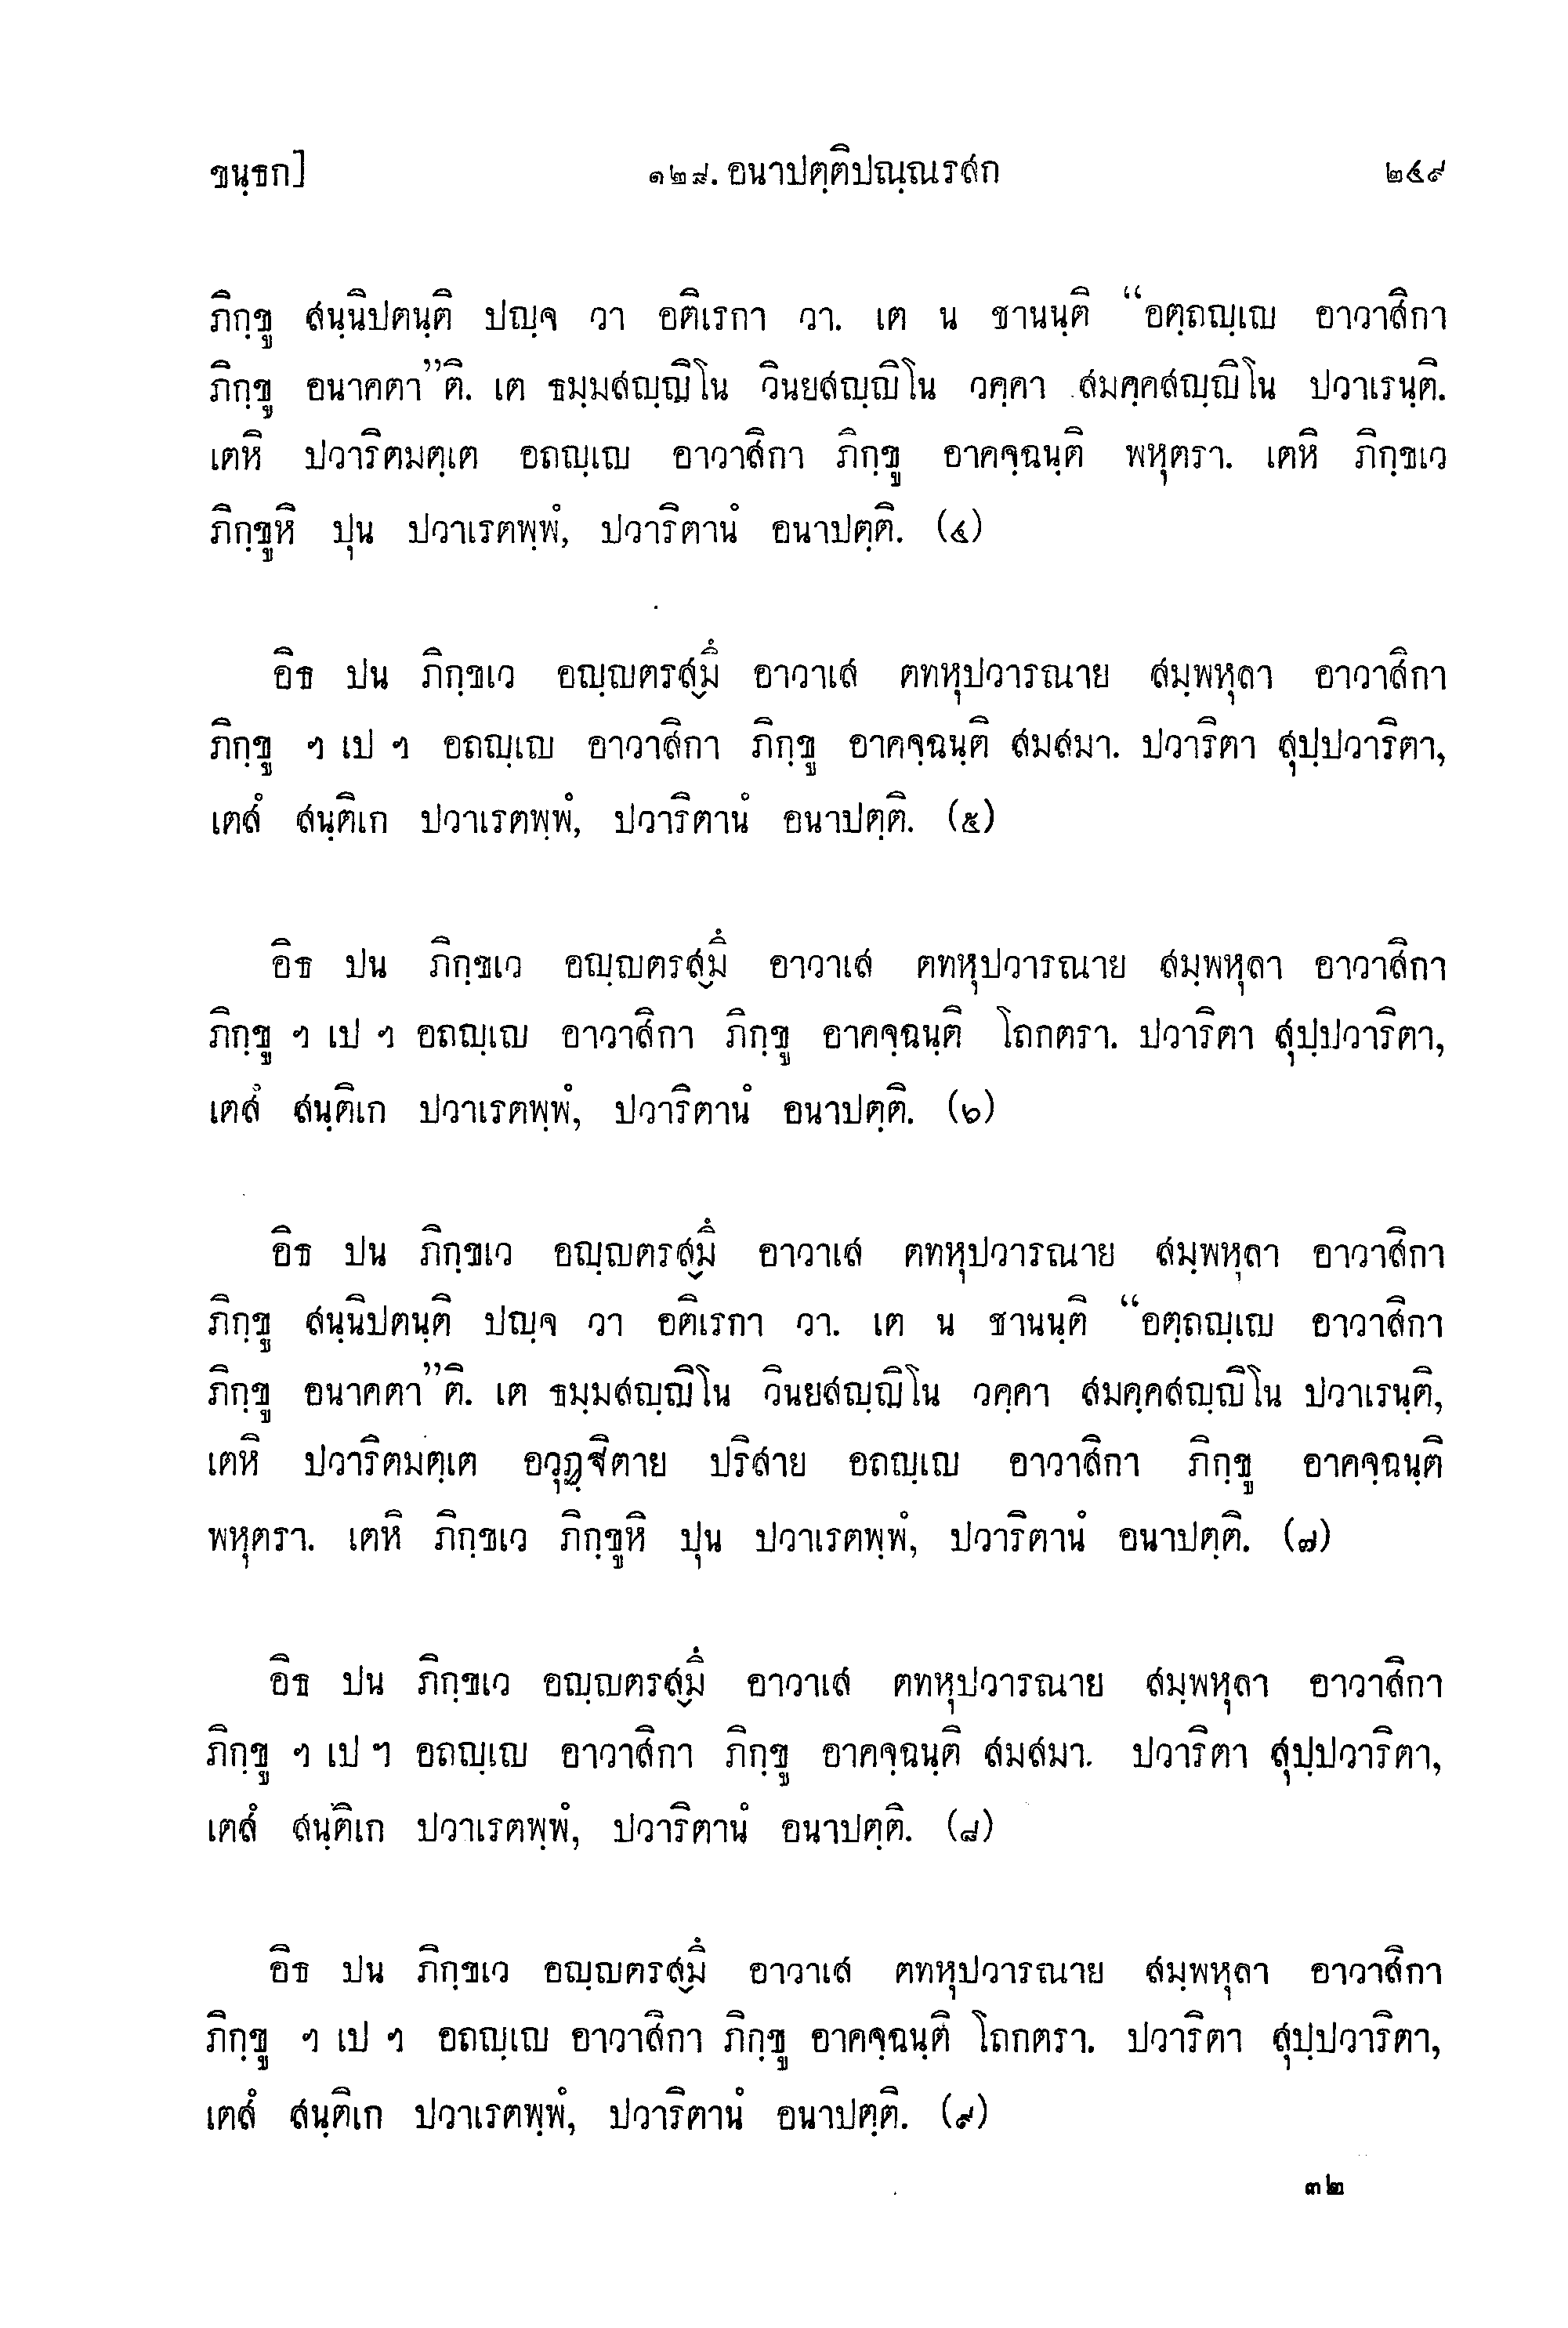 ขนฺธก]	๑๒๘. อนาปตฺติปณฺณรสก	๒๔๙
ภิกฺขู สนฺนิปตนฺติ ปญฺจ วา อติเรกา วา. เต น ชานนฺติ “อตฺถญฺเญ อาวาสิกา
ภิกฺขู อนาคตา”ติ. เต ธมฺมสญฺญิโน วินยสญฺญิโน วคฺคา สมคฺคสญฺญิโน ปวาเรนฺติ.
เตหิ ปวาริตมตฺเต อถญฺเญ อาวาสิกา ภิกฺขู อาคจฺฉนฺติ พหุตรา. เตหิ ภิกฺขเว
ภิกฺขูหิ ปุน ปวาเรตพฺพํ, ปวาริตานํ อนาปตฺติ. (๔)
อิธ ปน ภิกฺขเว อญฺญตรสฺมึ อาวาเส ตทหุปวารณาย สมฺพหุลา อาวาสิกา
ภิกฺขู ฯ เป ฯ อถญฺเญ อาวาสิกา ภิกฺขู อาคจฺฉนฺติ สมสมา. ปวาริตา สุปฺปวาริตา,
เตสํ สนฺติเก ปวาเรตพฺพํ, ปวาริตานํ อนาปตฺติ. (๕)
อิธ ปน ภิกฺขเว อญฺญตรสฺมึ อาวาเส ตทหุปวารณาย สมฺพหุลา อาวาสิกา
ภิกฺขู ฯ เป ฯ อถญฺเญ อาวาสิกา ภิกฺขู อาคจฺฉนฺติ โถกตรา. ปวาริตา สุปฺปวาริตา,
เตสํ สนฺติเก ปวาเรตพฺพํ, ปวาริตานํ อนาปตฺติ. (๖)
อิธ ปน ภิกฺขเว อญฺญตรสฺมึ อาวาเส ตทหุปวารณาย สมฺพหุลา อาวาสิกา
ภิกฺขู สนฺนิปตนฺติ ปญฺจ วา อติเรกา วา. เต น ชานนฺติ “อตฺถญฺเญ อาวาสิกา
ภิกฺขู อนาคตา”ติ. เต ธมฺมสญฺญิโน วินยสญฺญิโน วคฺคา สมคฺคสญฺญิโน ปวาเรนฺติ,
เตหิ ปวาริตมตฺเต อวุฏฺฐิตาย ปริสาย อถญฺเญ อาวาสิกา ภิกฺขู อาคจฺฉนฺติ
พหุตรา. เตหิ ภิกฺขเว ภิกฺขูหิ ปุน ปวาเรตพฺพํ, ปวาริตานํ อนาปตฺติ. (๗)
อิธ ปน ภิกฺขเว อญฺญตรสฺมึ อาวาเส ตทหุปวารณาย สมฺพหุลา อาวาสิกา
ภิกฺขู ฯ เป ฯ อถญฺเญ อาวาสิกา ภิกฺขู อาคจฺฉนฺติ สมสมา. ปวาริตา สุปฺปวาริตา,
เตสํ สนฺติเก ปวาเรตพฺพํ, ปวาริตานํ อนาปตฺติ. (๘)
อิธ ปน ภิกฺขเว อญฺญตรสฺมึ อาวาเส ตทหุปวารณาย สมฺพหุลา อาวาสิกา
ภิกฺขู ฯ เป ฯ อถญฺเญ อาวาสิกา ภิกฺขู อาคจฺฉนฺติ โถกตรา. ปวาริตา สุปฺปวาริตา,
เตสํ สนฺติเก ปวาเรตพฺพํ, ปวาริตานํ อนาปตฺติ. (๙)
๓๒